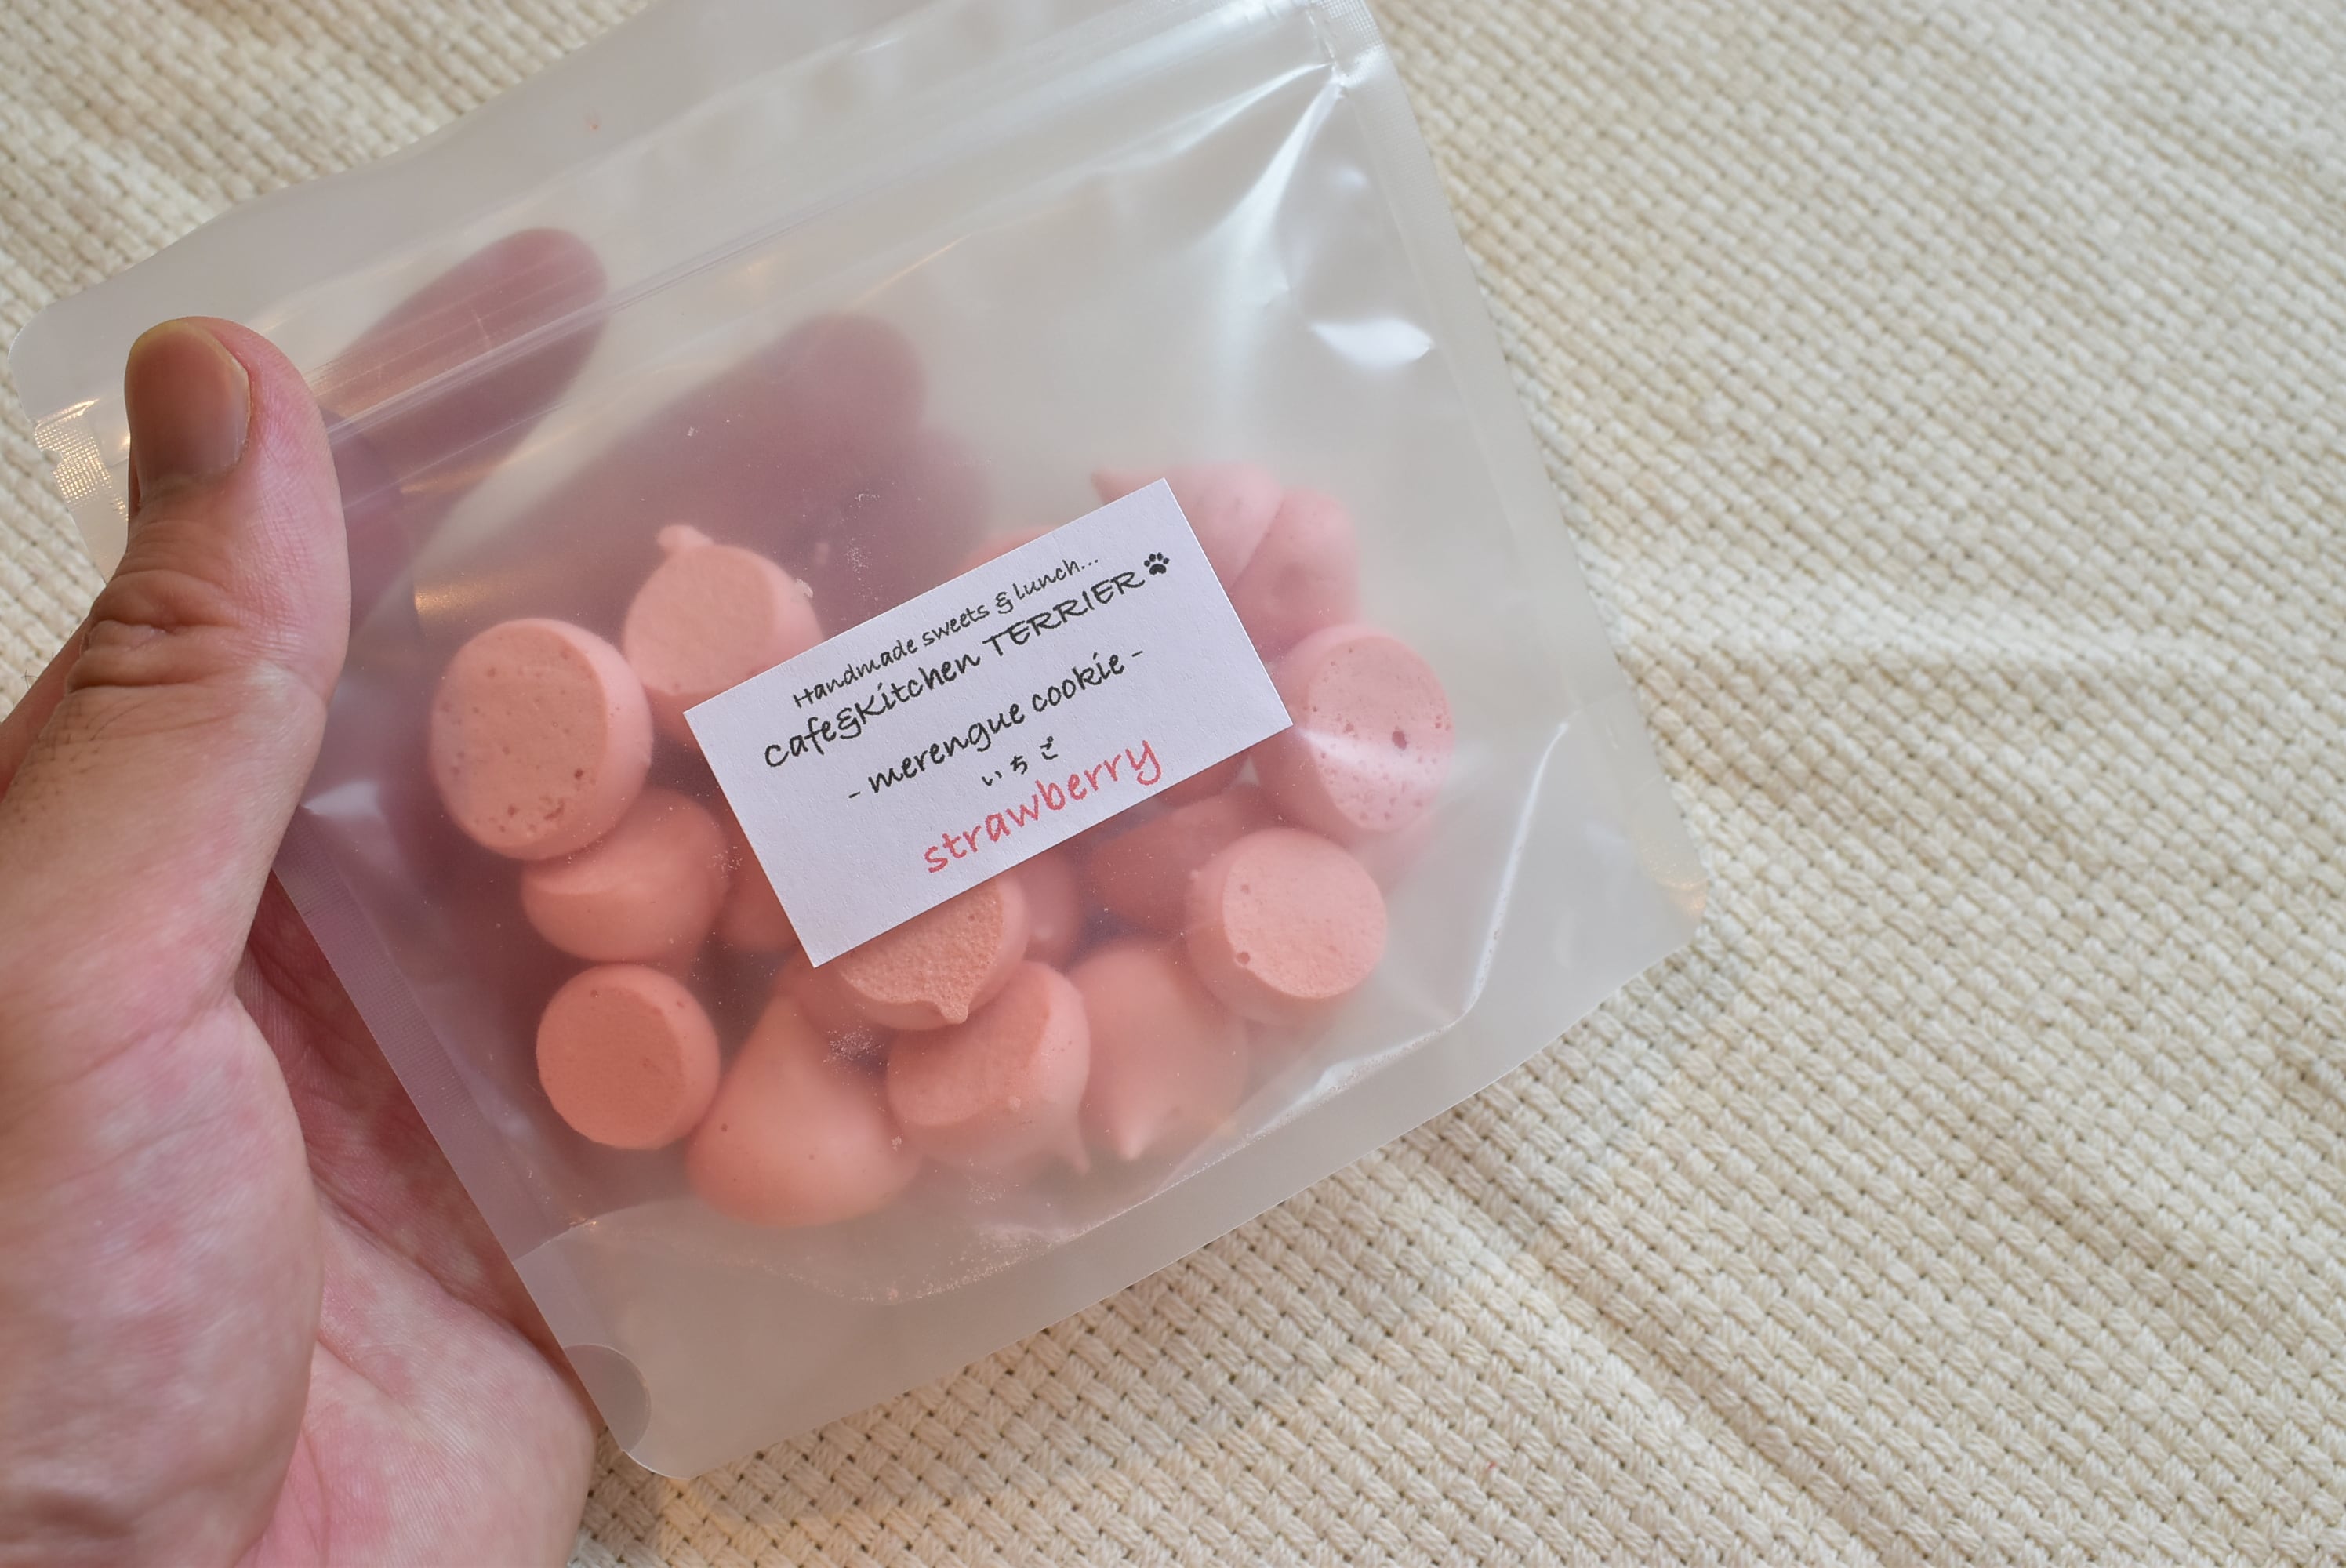 Handmade sweets & lunch...
cafe&Kitchen TERRIER
- merengue cookie -
いちご
strawberry